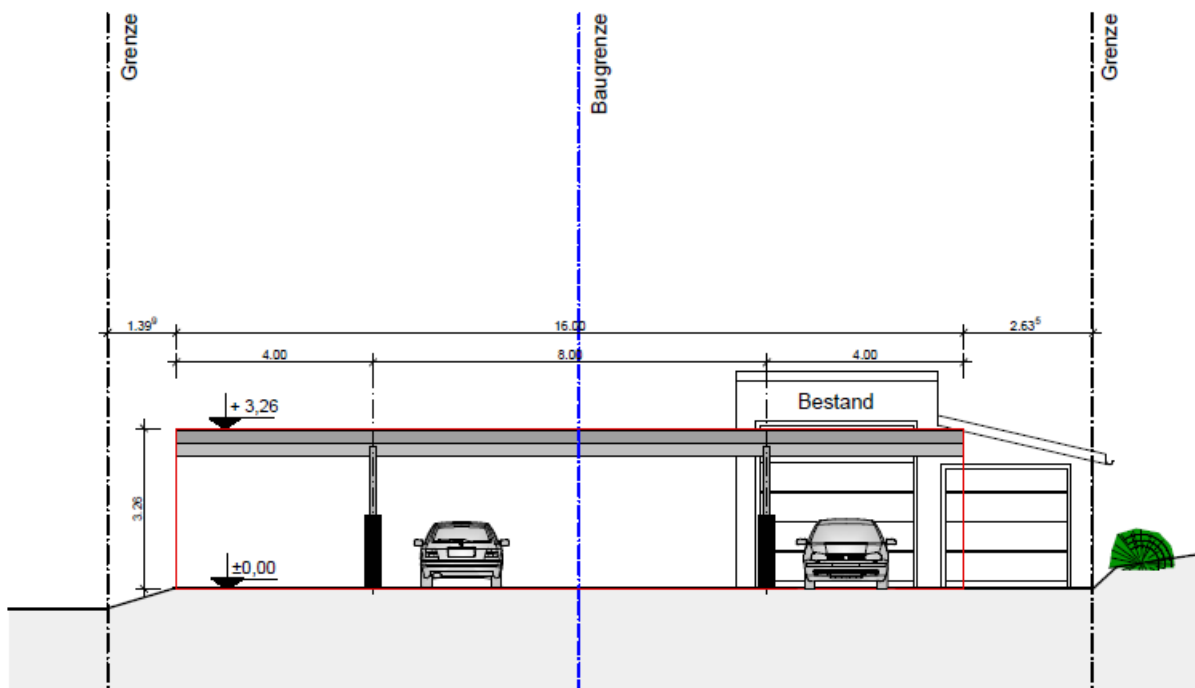 Grenze
Baugrenze
Grenze
1.39⁹
16.00
2.63⁵
4.00
8.00
4.00
+ 3,26
Bestand
3.26
±0,00